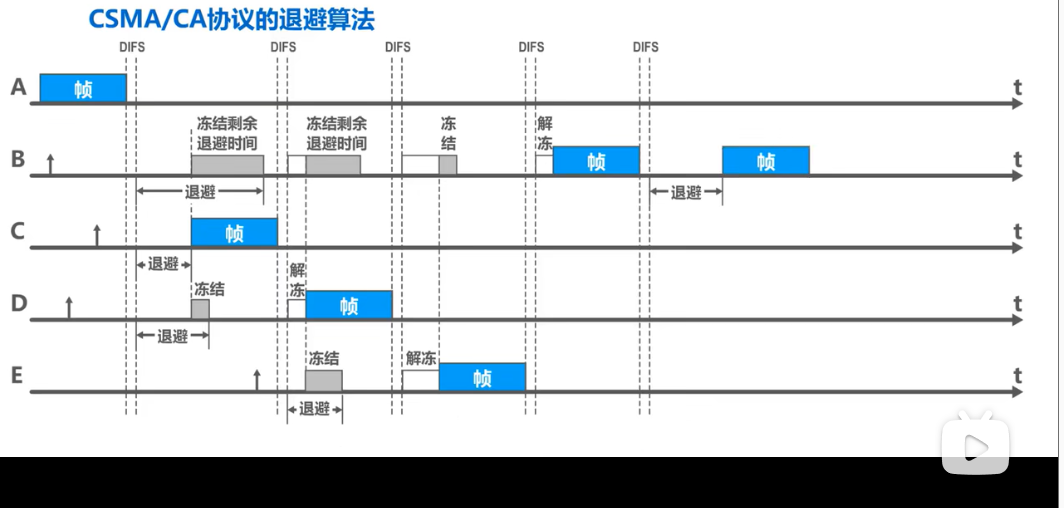 CSMA/CA协议的退避算法
DIFS DIFS DIFS DIFS DIFS
A 帧 t
冻结剩余 冻结剩余 冻 解
退避时间 退避时间 结 冻
B 帧 帧 t
退避 退避
C 帧 t
退避 解
冻结 冻
D 帧 t
退避
冻结 解冻
E 帧 t
退避